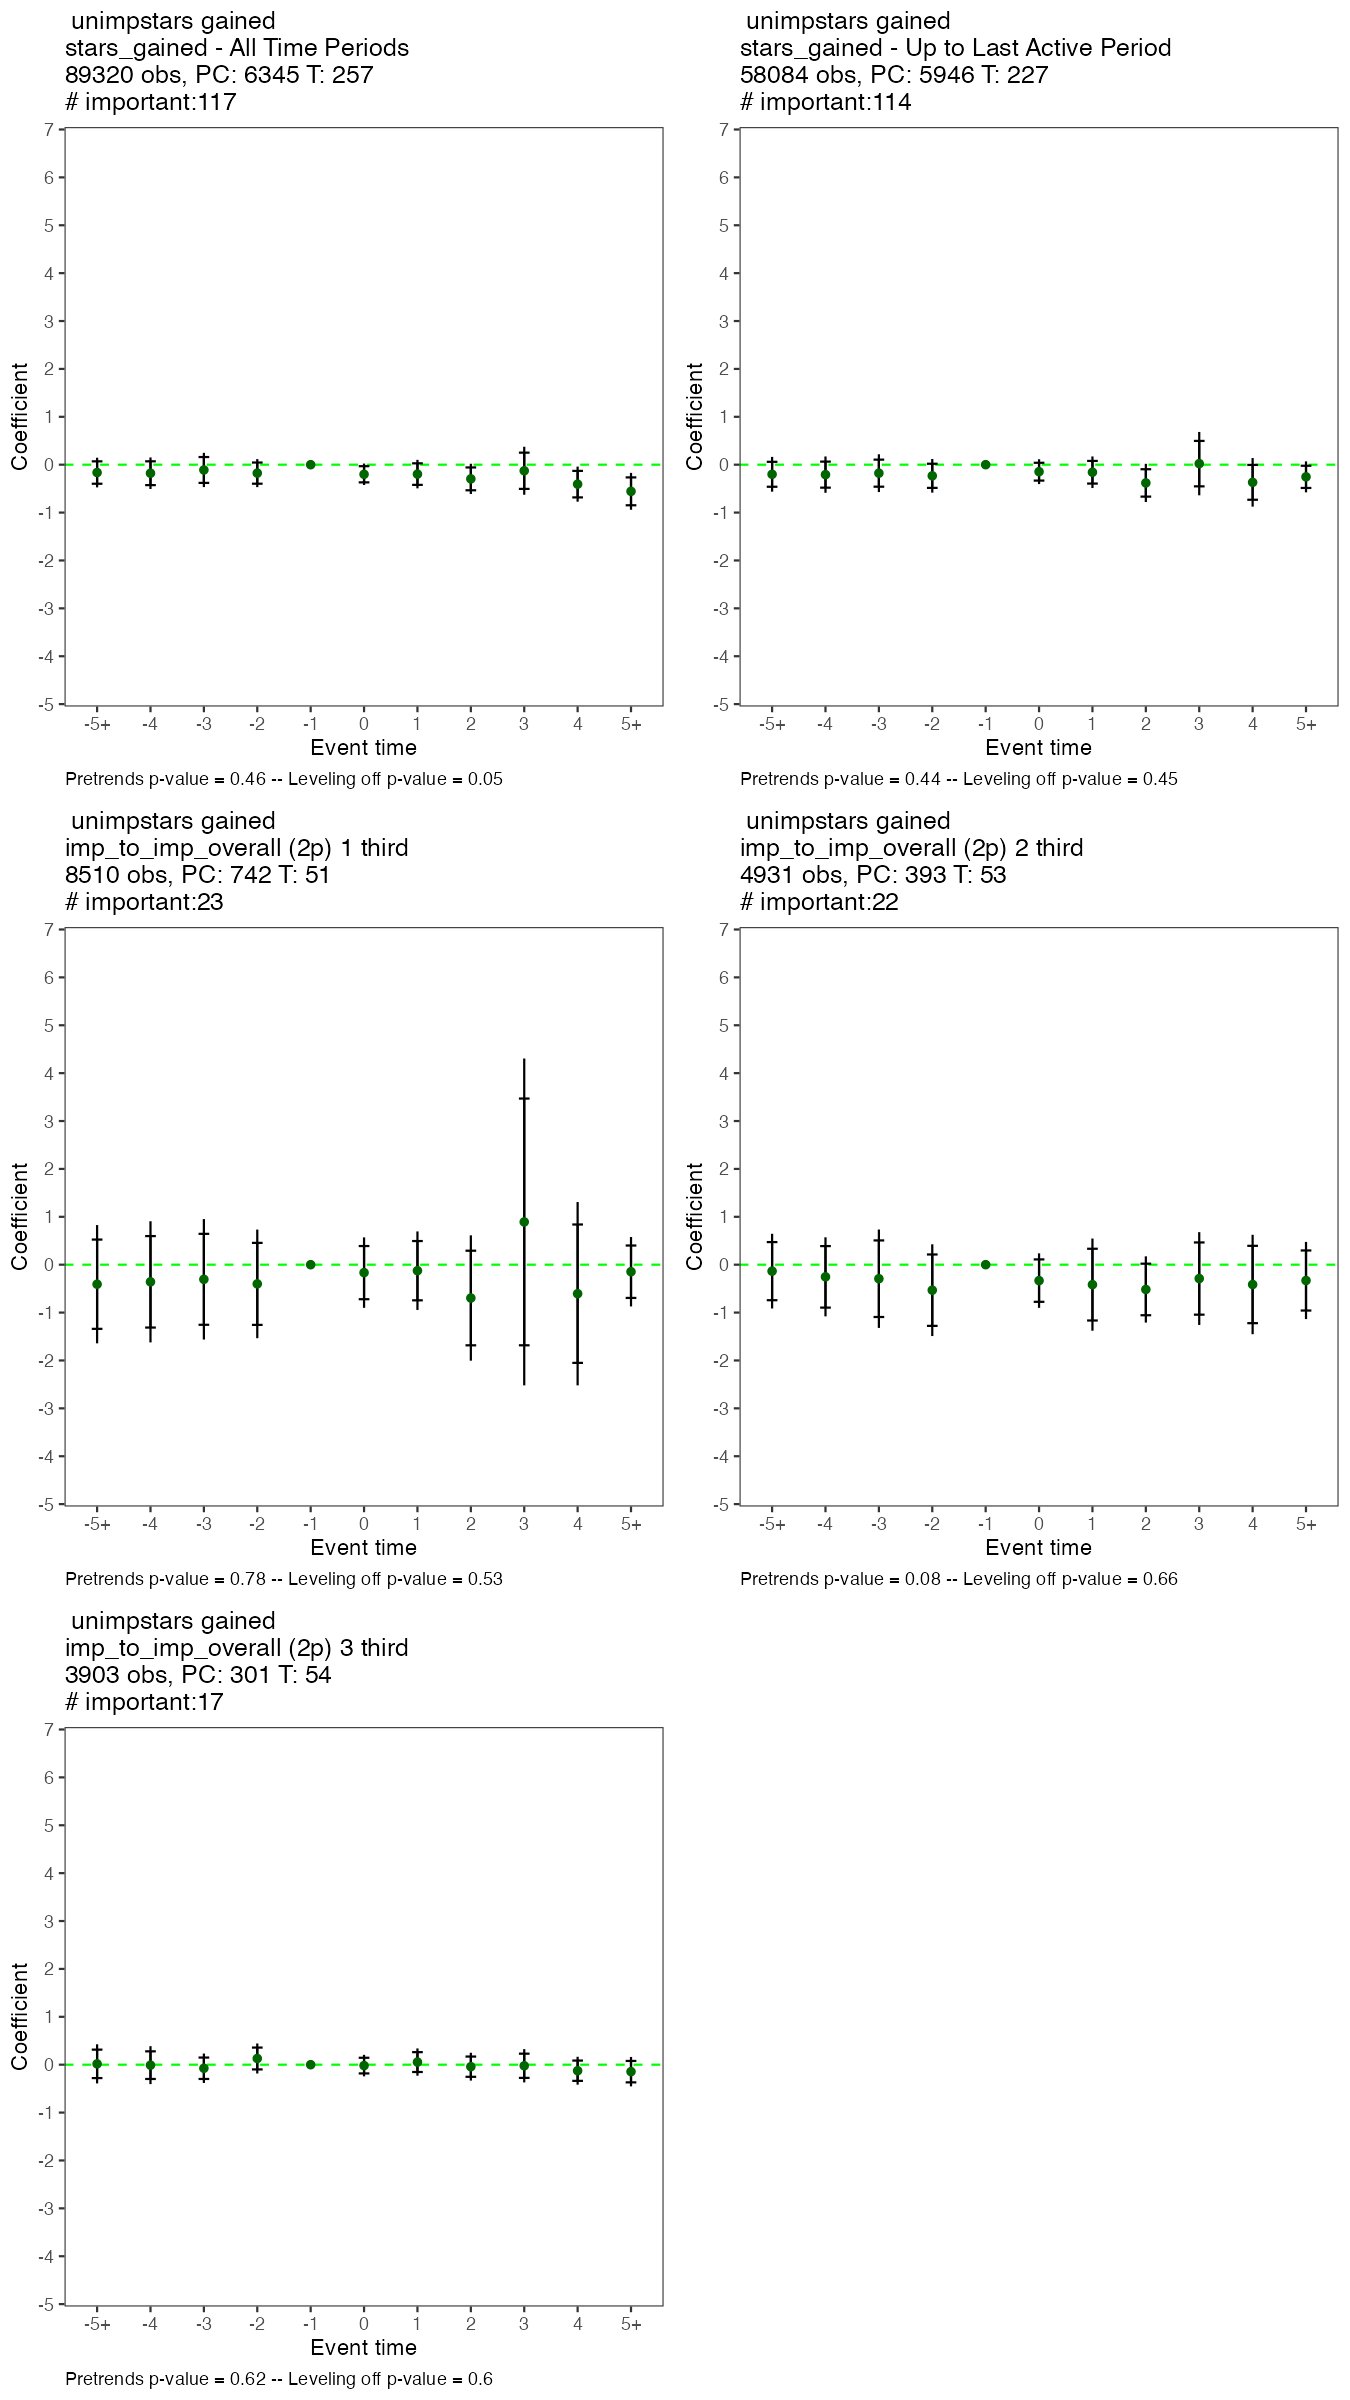 unimpstars gained
stars_gained - All Time Periods
89320 obs, PC: 6345 T: 257
# important:117
7
6
5
4
3
2
1
0
-1
-2
-3
-4
-5
Coefficient
-5+ -4 -3 -2 -1 0 1 2 3 4 5+
Event time
Pretrends p-value = 0.46 -- Leveling off p-value = 0.05
unimpstars gained
stars_gained - Up to Last Active Period
58084 obs, PC: 5946 T: 227
# important:114
7
6
5
4
3
2
1
0
-1
-2
-3
-4
-5
Coefficient
-5+ -4 -3 -2 -1 0 1 2 3 4 5+
Event time
Pretrends p-value = 0.44 -- Leveling off p-value = 0.45
unimpstars gained
imp_to_imp_overall (2p) 1 third
8510 obs, PC: 742 T: 51
# important:23
7
6
5
4
3
2
1
0
-1
-2
-3
-4
-5
Coefficient
-5+ -4 -3 -2 -1 0 1 2 3 4 5+
Event time
Pretrends p-value = 0.78 -- Leveling off p-value = 0.53
unimpstars gained
imp_to_imp_overall (2p) 2 third
4931 obs, PC: 393 T: 53
# important:22
7
6
5
4
3
2
1
0
-1
-2
-3
-4
-5
Coefficient
-5+ -4 -3 -2 -1 0 1 2 3 4 5+
Event time
Pretrends p-value = 0.08 -- Leveling off p-value = 0.66
unimpstars gained
imp_to_imp_overall (2p) 3 third
3903 obs, PC: 301 T: 54
# important:17
7
6
5
4
3
2
1
0
-1
-2
-3
-4
-5
Coefficient
-5+ -4 -3 -2 -1 0 1 2 3 4 5+
Event time
Pretrends p-value = 0.62 -- Leveling off p-value = 0.6